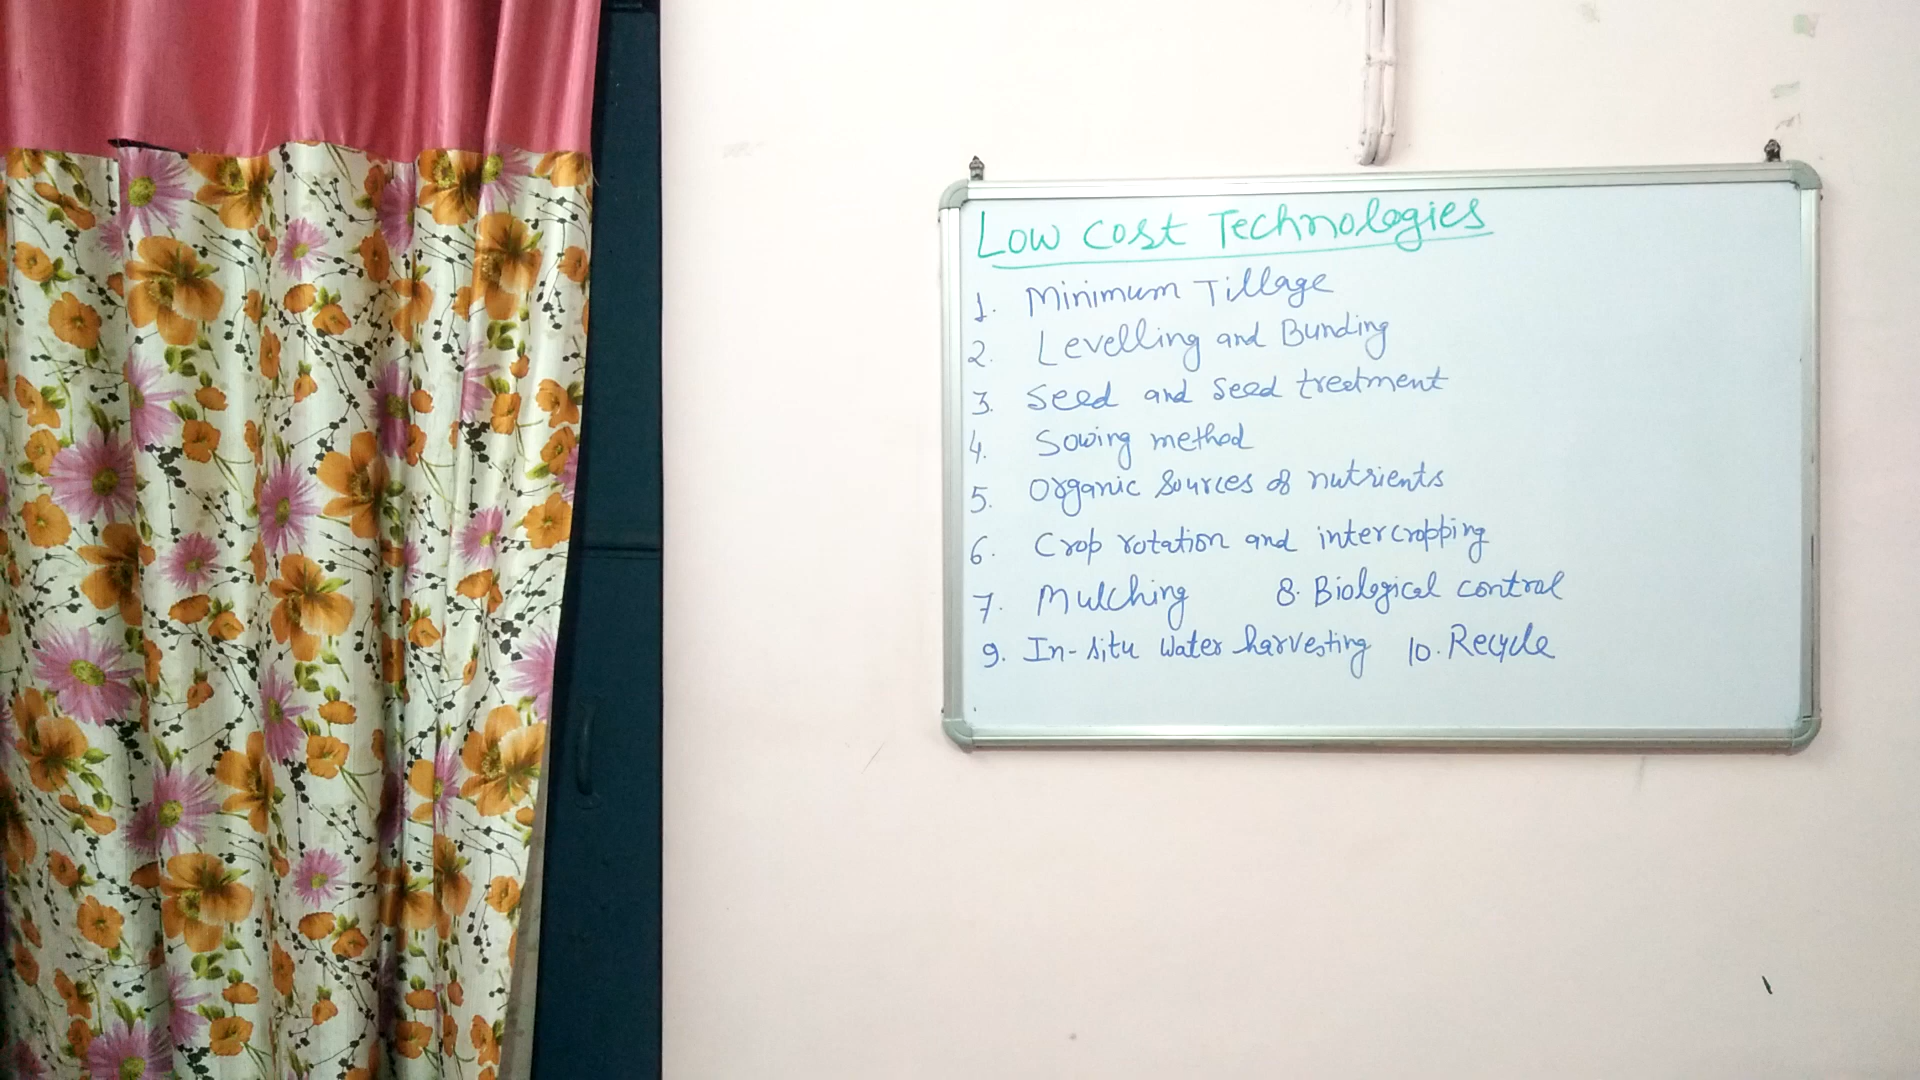 Low cost Technologies
1. Minimum Tillage
2. Levelling and Bunding
3. Seed and Seed treatment
4. Sowing method
5. Organic Sources of nutrients
6. Crop rotation and intercropping
7. Mulching 8. Biological control
9. In-situ Water harvesting 10. Recycle